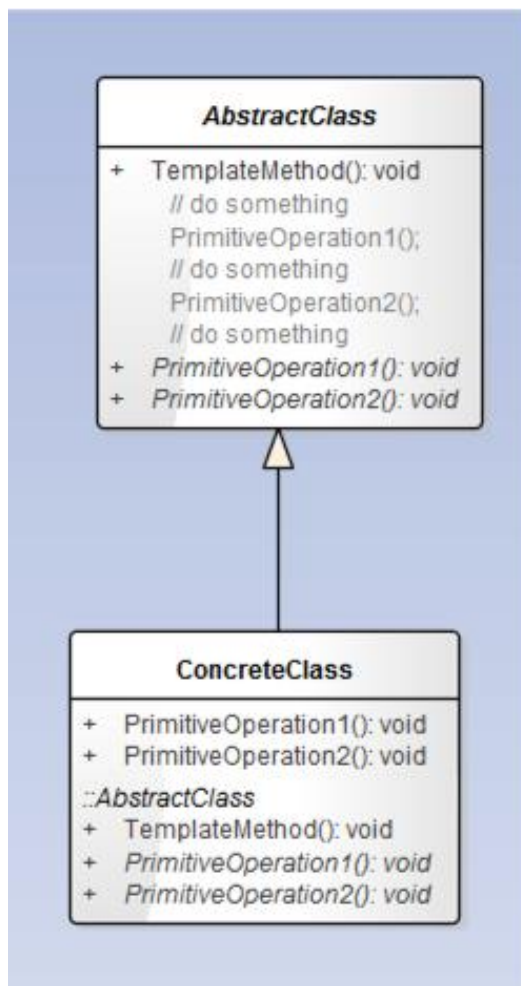 AbstractClass
+ TemplateMethod(): void
// do something
PrimitiveOperation1();
// do something
PrimitiveOperation2();
// do something
+ PrimitiveOperation1(): void
+ PrimitiveOperation2(): void
ConcreteClass
+ PrimitiveOperation1(): void
+ PrimitiveOperation2(): void
::AbstractClass
+ TemplateMethod(): void
+ PrimitiveOperation1(): void
+ PrimitiveOperation2(): void